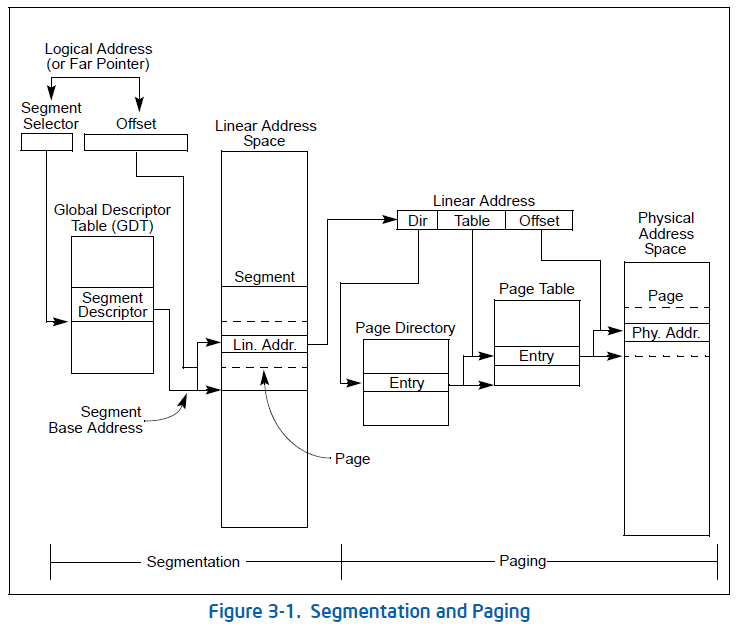 Logical Address
(or Far Pointer)
Segment
Selector
Offset
Linear Address
Space
Global Descriptor
Table (GDT)
Segment
Descriptor
Segment
Lin. Addr.
Segment
Base Address
Page
Linear Address
Dir
Table
Offset
Physical
Address
Space
Page Directory
Entry
Page Table
Entry
Page
Phy. Addr.
Segmentation
Paging
Figure 3-1. Segmentation and Paging